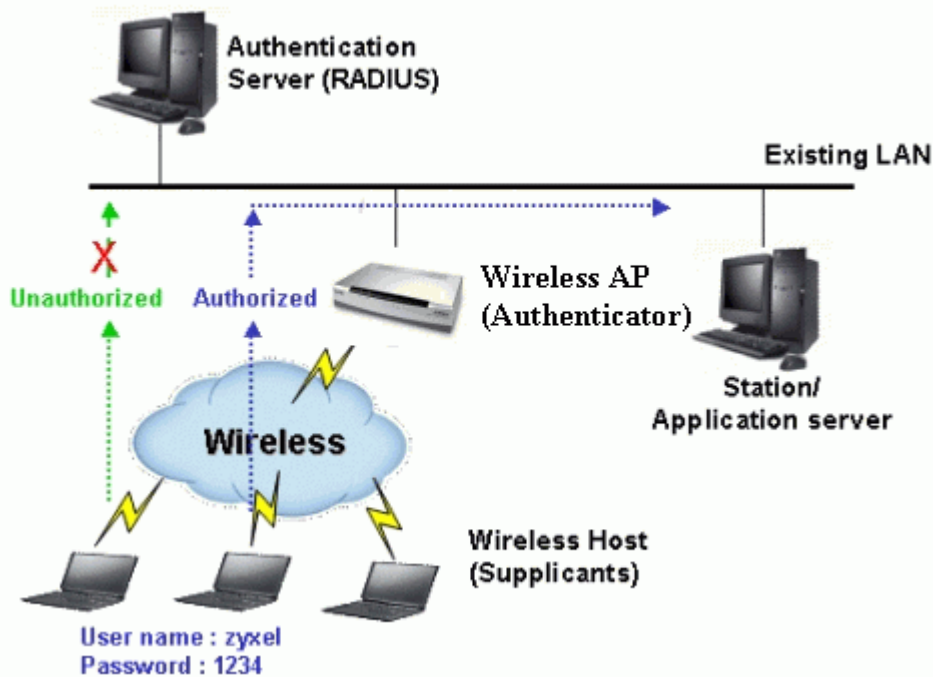 Authentication
Server (RADIUS)
Existing LAN
X
Unauthorized
Authorized
Wireless AP
(Authenticator)
Station/
Application server
Wireless
Wireless Host
(Supplicants)
User name : zyxel
Password : 1234